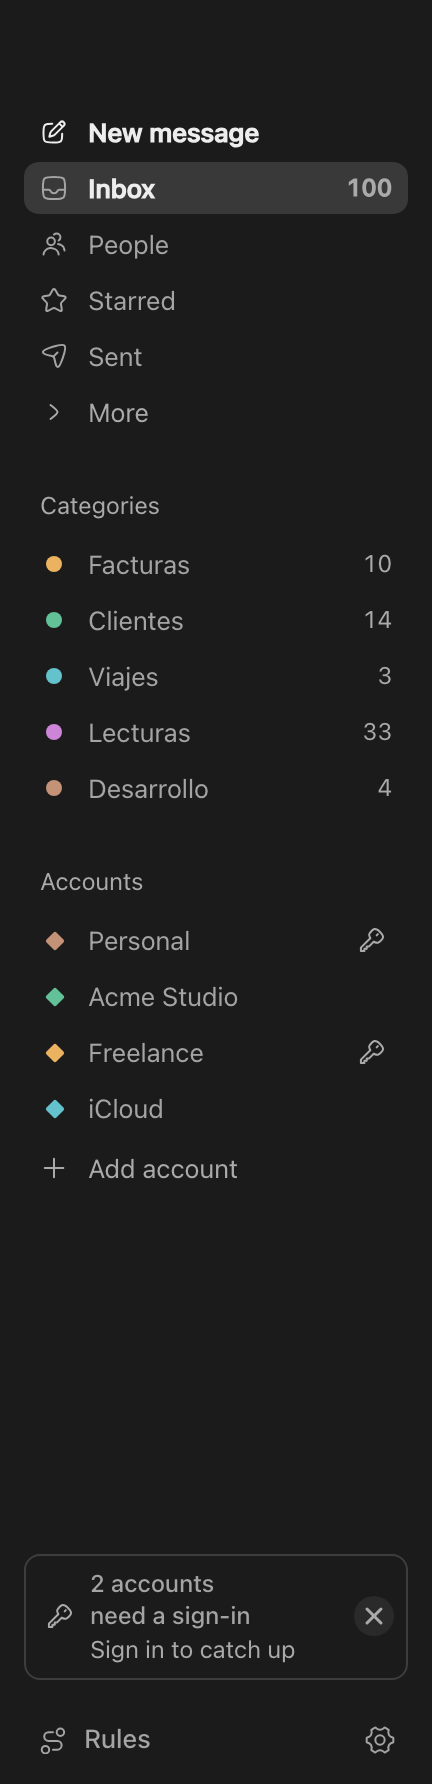 New message
Inbox 100
People
Starred
Sent
More
Categories
Facturas 10
Clientes 14
Viajes 3
Lecturas 33
Desarrollo 4
Accounts
Personal
Acme Studio
Freelance
iCloud
Add account
2 accounts
need a sign-in
Sign in to catch up
Rules